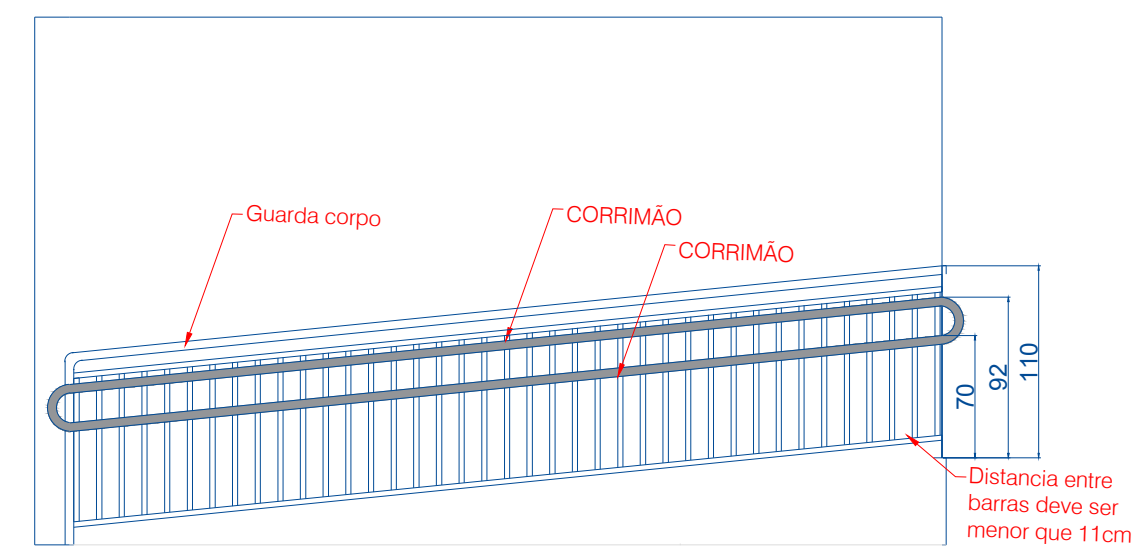 Guarda corpo
CORRIMÃO
CORRIMÃO
70
92
110
Distancia entre
barras deve ser
menor que 11cm